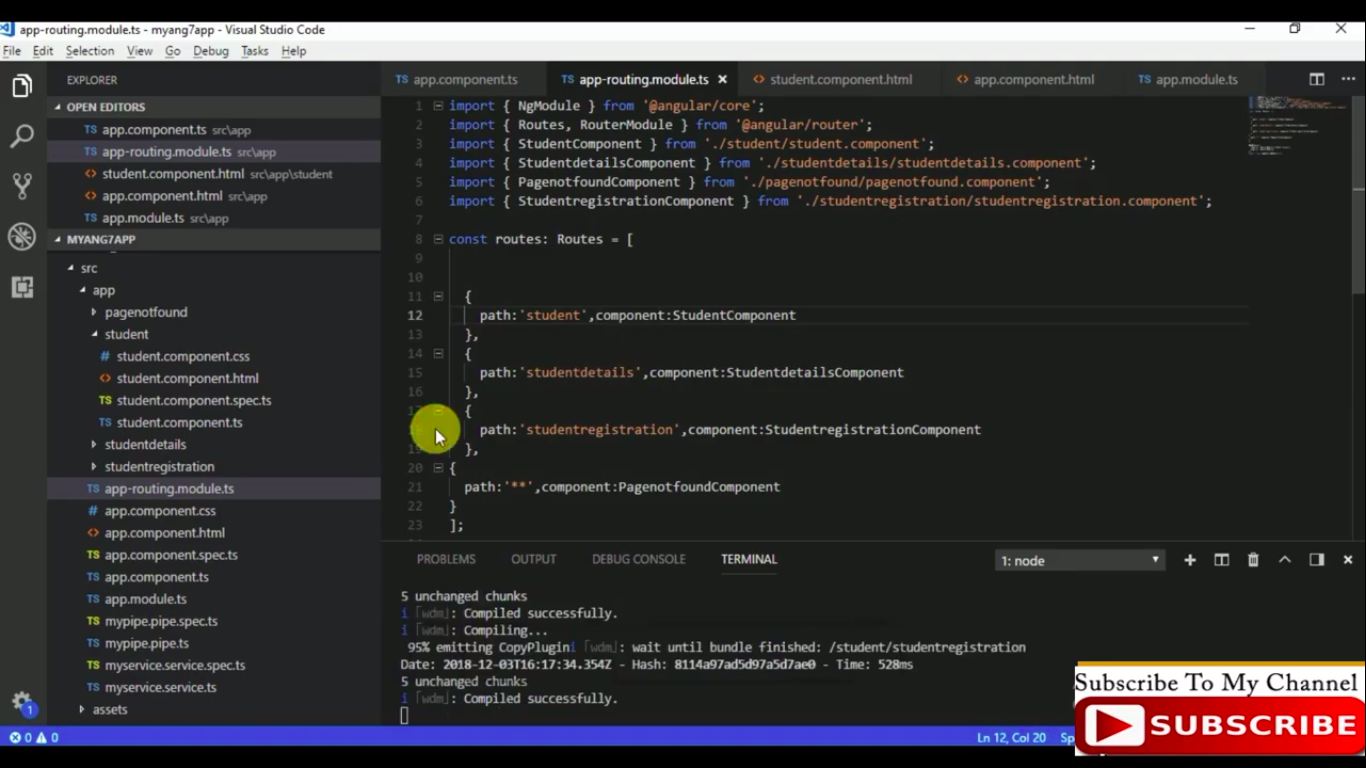 app-routing.module.ts - myang7app - Visual Studio Code
File Edit Selection View Go Debug Tasks Help
EXPLORER
OPEN EDITORS
TS app.component.ts src\app
TS app-routing.module.ts src\app
<> student.component.html src\app\student
<> app.component.html src\app
TS app.module.ts src\app
MYANG7APP
src
app
pagenotfound
student
# student.component.css
<> student.component.html
TS student.component.spec.ts
TS student.component.ts
studentdetails
studentregistration
TS app-routing.module.ts
# app.component.css
<> app.component.html
TS app.component.spec.ts
TS app.component.ts
TS app.module.ts
TS mypipe.pipe.spec.ts
TS mypipe.pipe.ts
TS myservice.service.spec.ts
TS myservice.service.ts
assets
1
TS app.component.ts TS app-routing.module.ts <> student.component.html <> app.component.html TS app.module.ts
1 import { NgModule } from '@angular/core';
2 import { Routes, RouterModule } from '@angular/router';
3 import { StudentComponent } from './student/student.component';
4 import { StudentdetailsComponent } from './studentdetails/studentdetails.component';
5 import { PagenotfoundComponent } from './pagenotfound/pagenotfound.component';
6 import { StudentregistrationComponent } from './studentregistration/studentregistration.component';
7
8 const routes: Routes = [
9
10
11 {
12 path:'student',component:StudentComponent
13 },
14 {
15 path:'studentdetails',component:StudentdetailsComponent
16 },
17 {
18 path:'studentregistration',component:StudentregistrationComponent
19 },
20 {
21 path:'**',component:PagenotfoundComponent
22 }
23 ];
PROBLEMS OUTPUT DEBUG CONSOLE TERMINAL 1: node
5 unchanged chunks
i ｢wdm｣: Compiled successfully.
i ｢wdm｣: Compiling...
95% emitting CopyPlugini ｢wdm｣: wait until bundle finished: /student/studentregistration
Date: 2018-12-03T16:17:34.354Z - Hash: 8114a97ad5d97a5d7ae0 - Time: 528ms
5 unchanged chunks
i ｢wdm｣: Compiled successfully.
0 0
Ln 12, Col 20
Subscribe To My Channel
SUBSCRIBE